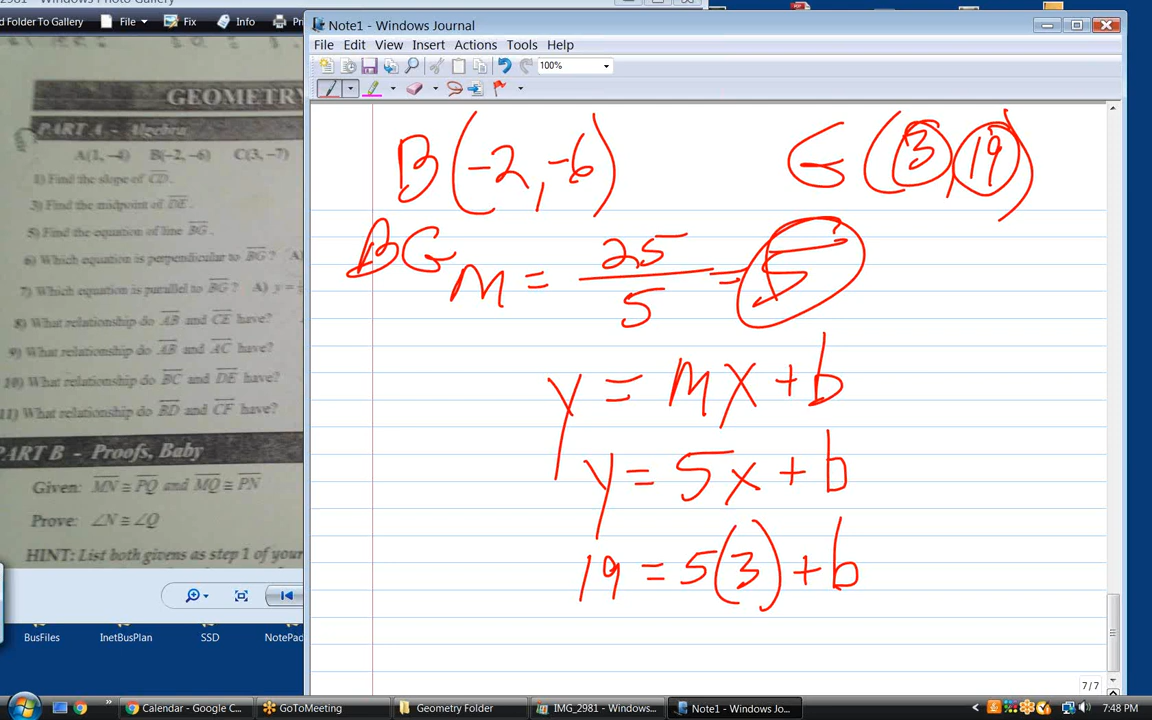 File
Fix
Info
d Folder To Gallery
GEOMETRY
PART A - Algebra
A(1, -4) B(-2, -6) C(3, -7)
1) Find the slope of CD.
3) Find the midpoint of DE.
5) Find the equation of line BG.
6) Which equation is perpendicular to BG?
7) Which equation is parallel to BG? A) y =
8) What relationship do AB and CE have?
9) What relationship do AB and AC have?
10) What relationship do BC and DE have?
11) What relationship do BD and CF have?
PART B - Proofs, Baby
Given: MN ≅ PQ and MQ ≅ PN
Prove: ∠N ≅ ∠Q
HINT: List both givens as step 1 of your
BusFiles InetBusPlan SSD NotePad
Note1 - Windows Journal
File Edit View Insert Actions Tools Help
100%
B(-2,-6) G(3,19)
BG
M = 25/5 = 5
y = mx + b
y = 5x + b
19 = 5(3) + b
7/7
Calendar - Google C... GoToMeeting Geometry Folder IMG_2981 - Windows... Note1 - Windows Jo... 7:48 PM